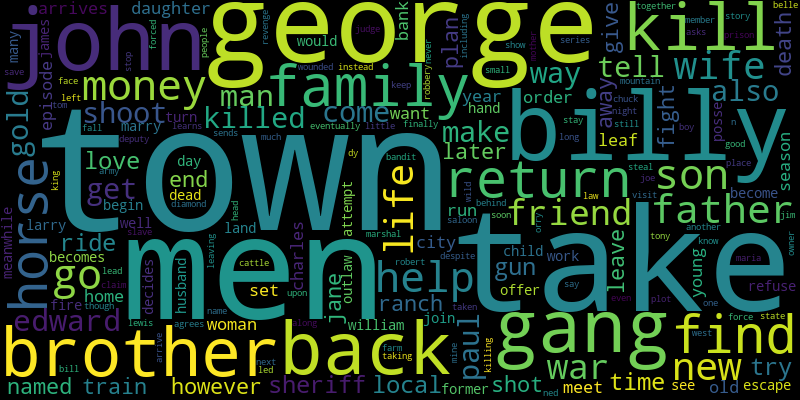 arrives daughter
john george kill
many bank
would plan give death
money family tell wife
episode james
man way also
gold shoot turn killed come year order away
marry want hand fight posse
town billy
love day make later leaf season
horse get end dead life return son father
begin attempt friend become
larry well land run
meanwhile ride city child gun work leave young
go becomes men help take
home husband set jane outlaw ranch offer refuse
fire though charles
edward decides woman william join paul gang find
brother back war new
named train however sheriff local former shot meet time see old try escape
face left tom save fall deputy learns sends much
king army diamond slave head leaving
forced stop people revenge judge wounded instead
together member story asks prison belle
never robbery keep including small show series mother
eventually little finally bandit dy
stay night still boy long mountain chuck
steal joe place good n
marshal saloon behind law visit jim
wild soon orry tony another know maria owner
robert despite say even plot one
cattle upon name claim lead
lewis agrees along farm taking
arrive bill next led
mine killing taken west force state ned